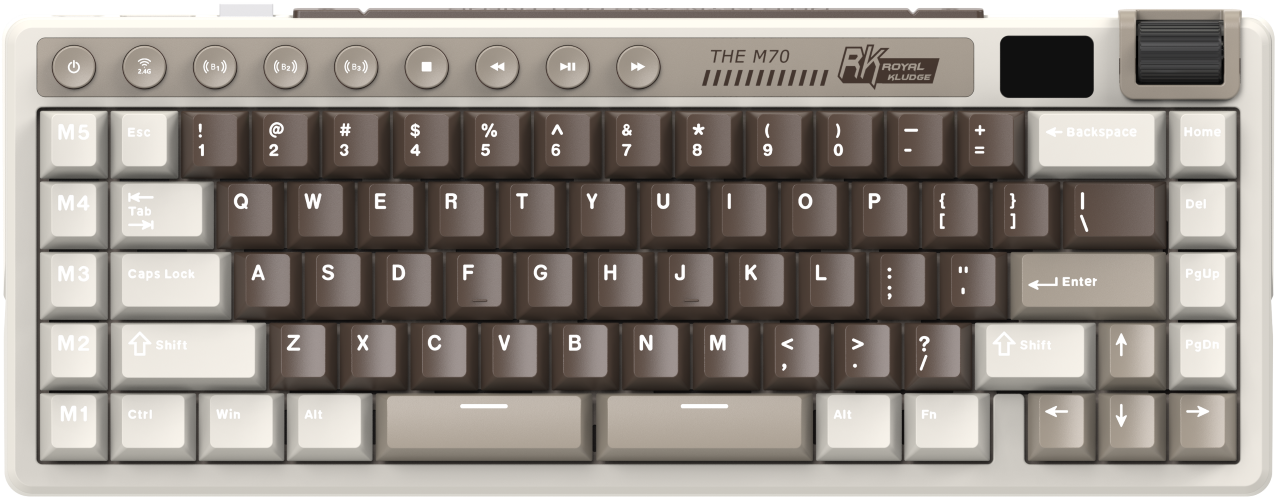 2.4G B1 B2 B3 THE M70 RK ROYAL
KLUDGE
M5 Esc ! @ # $ % ^ & * ( ) — + Backspace Home
1 2 3 4 5 6 7 8 9 0 - =
M4 Tab Q W E R T Y U I O P { } | Del
[ ] \
M3 Caps Lock A S D F G H J K L : " Enter PgUp
; '
M2 Shift Z X C V B N M < > ? Shift PgDn
, . /
M1 Ctrl Win Alt Alt Fn